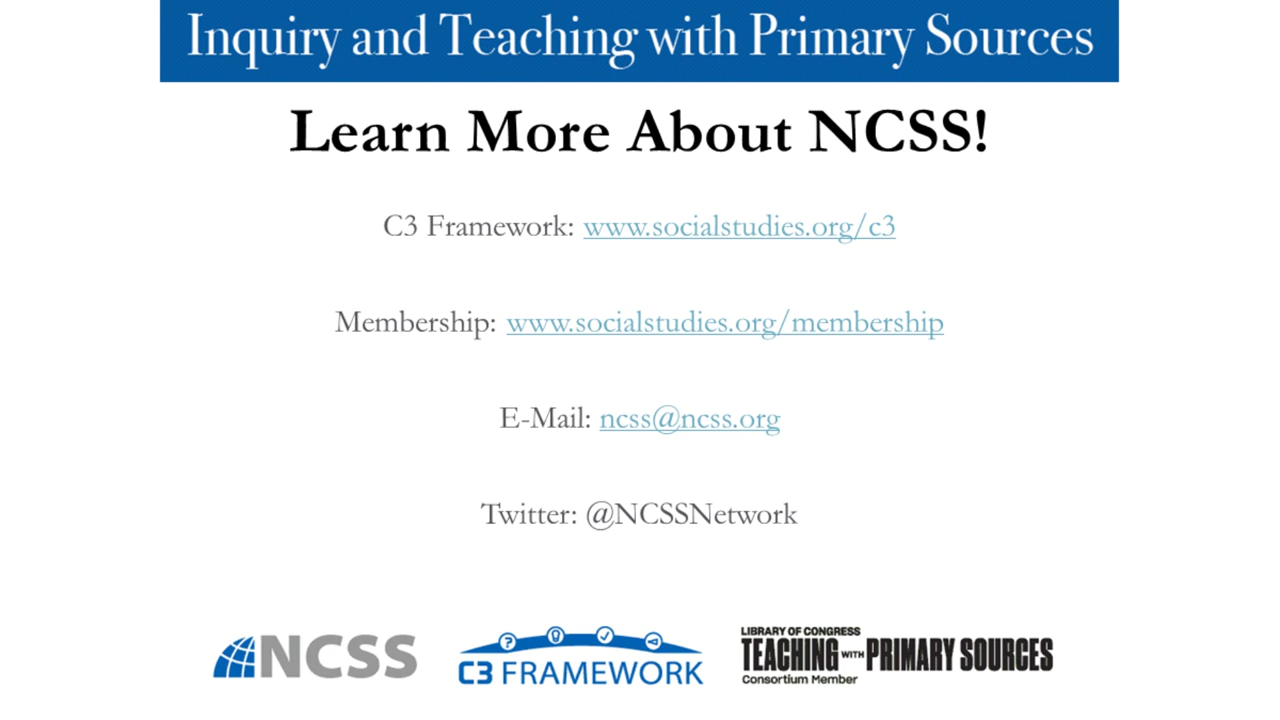 Inquiry and Teaching with Primary Sources
Learn More About NCSS!
C3 Framework: www.socialstudies.org/c3
Membership: www.socialstudies.org/membership
E-Mail: ncss@ncss.org
Twitter: @NCSSNetwork
NCSS
?
C3 FRAMEWORK
LIBRARY OF CONGRESS
TEACHING WITH PRIMARY SOURCES
Consortium Member